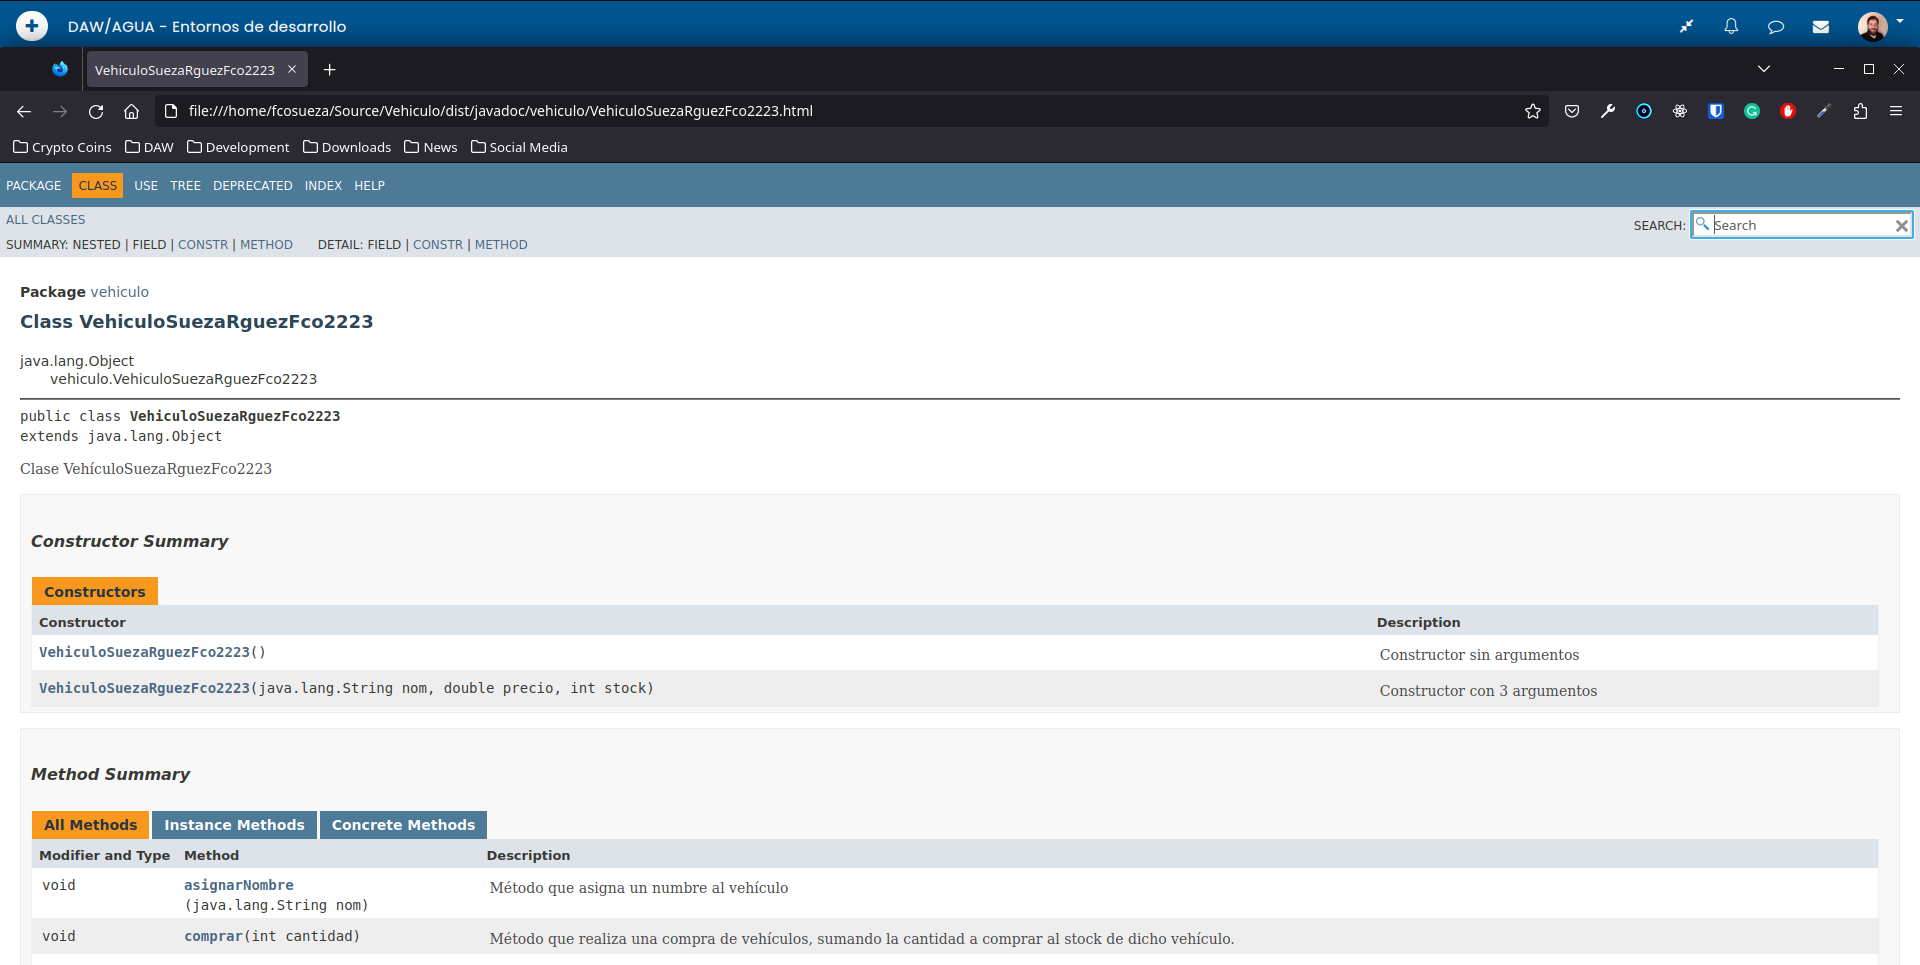 DAW/AGUA - Entornos de desarrollo
VehiculoSuezaRguezFco2223
file:///home/fcosueza/Source/Vehiculo/dist/javadoc/vehiculo/VehiculoSuezaRguezFco2223.html
Crypto Coins DAW Development Downloads News Social Media
PACKAGE CLASS USE TREE DEPRECATED INDEX HELP
ALL CLASSES
SEARCH: Search
SUMMARY: NESTED | FIELD | CONSTR | METHOD DETAIL: FIELD | CONSTR | METHOD
Package vehiculo
Class VehiculoSuezaRguezFco2223
java.lang.Object
vehiculo.VehiculoSuezaRguezFco2223
public class VehiculoSuezaRguezFco2223
extends java.lang.Object
Clase VehículoSuezaRguezFco2223
Constructor Summary
Constructors
Constructor Description
VehiculoSuezaRguezFco2223() Constructor sin argumentos
VehiculoSuezaRguezFco2223(java.lang.String nom, double precio, int stock) Constructor con 3 argumentos
Method Summary
All Methods Instance Methods Concrete Methods
Modifier and Type Method Description
void asignarNombre Método que asigna un numbre al vehículo
(java.lang.String nom)
void comprar(int cantidad) Método que realiza una compra de vehículos, sumando la cantidad a comprar al stock de dicho vehículo.